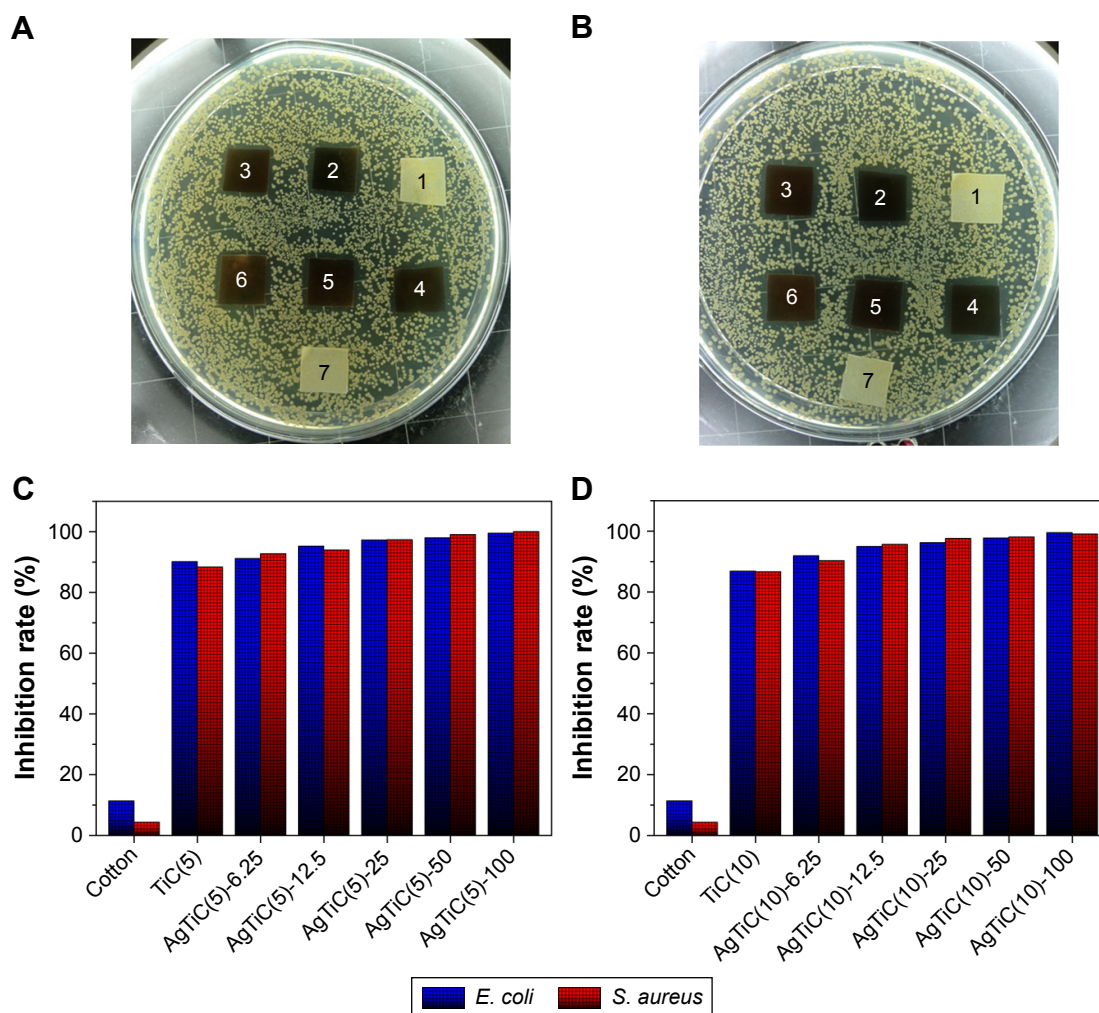 A
B
3
2
1
6
5
4
7
3
2
1
6
5
4
7
C
Inhibition rate (%)
100
80
60
40
20
0
Cotton
TiC(5)
AgTiC(5)-6.25
AgTiC(5)-12.5
AgTiC(5)-25
AgTiC(5)-50
AgTiC(5)-100
D
Inhibition rate (%)
100
80
60
40
20
0
Cotton
TiC(10)
AgTiC(10)-6.25
AgTiC(10)-12.5
AgTiC(10)-25
AgTiC(10)-50
AgTiC(10)-100
E. coli
S. aureus